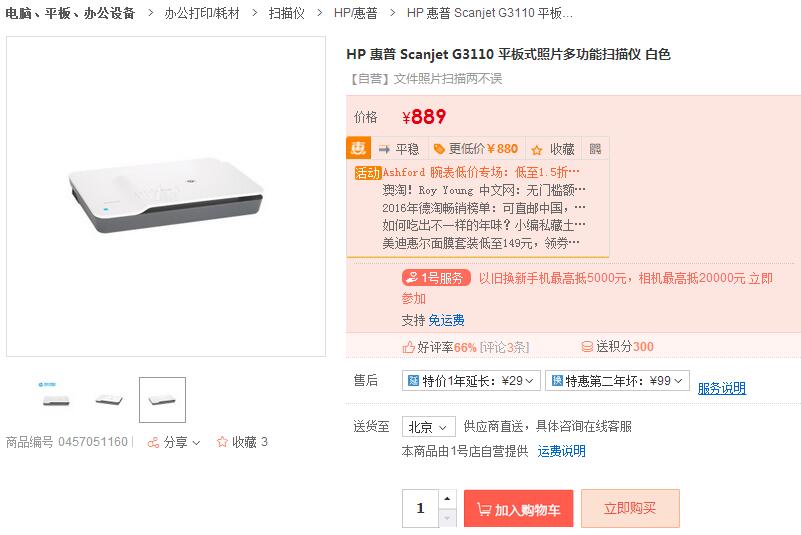 电脑、平板、办公设备 > 办公打印/耗材 > 扫描仪 > HP/惠普 > HP 惠普 Scanjet G3110 平板...
HP 惠普 Scanjet G3110 平板式照片多功能扫描仪 白色
【自营】文件照片扫描两不误
价格 ¥889
惠 平稳 更低价￥880 收藏
活动 Ashford 腕表低价专场：低至1.5折…
澳淘！Roy Young 中文网：无门槛额…
2016年德淘畅销榜单：可直邮中国，…
如何吃出不一样的年味？小编私藏土…
美迪惠尔面膜套装低至149元，领券…
1号服务 以旧换新手机最高抵5000元，相机最高抵20000元 立即
参加
支持 免运费
好评率66% [评论3条] 送积分300
售后 延 特价1年延长：¥29 换 特惠第二年坏：¥99 服务说明
送货至 北京 供应商直送，具体咨询在线客服
本商品由1号店自营提供 运费说明
商品编号 0457051160 分享 收藏 3
1 加入购物车 立即购买